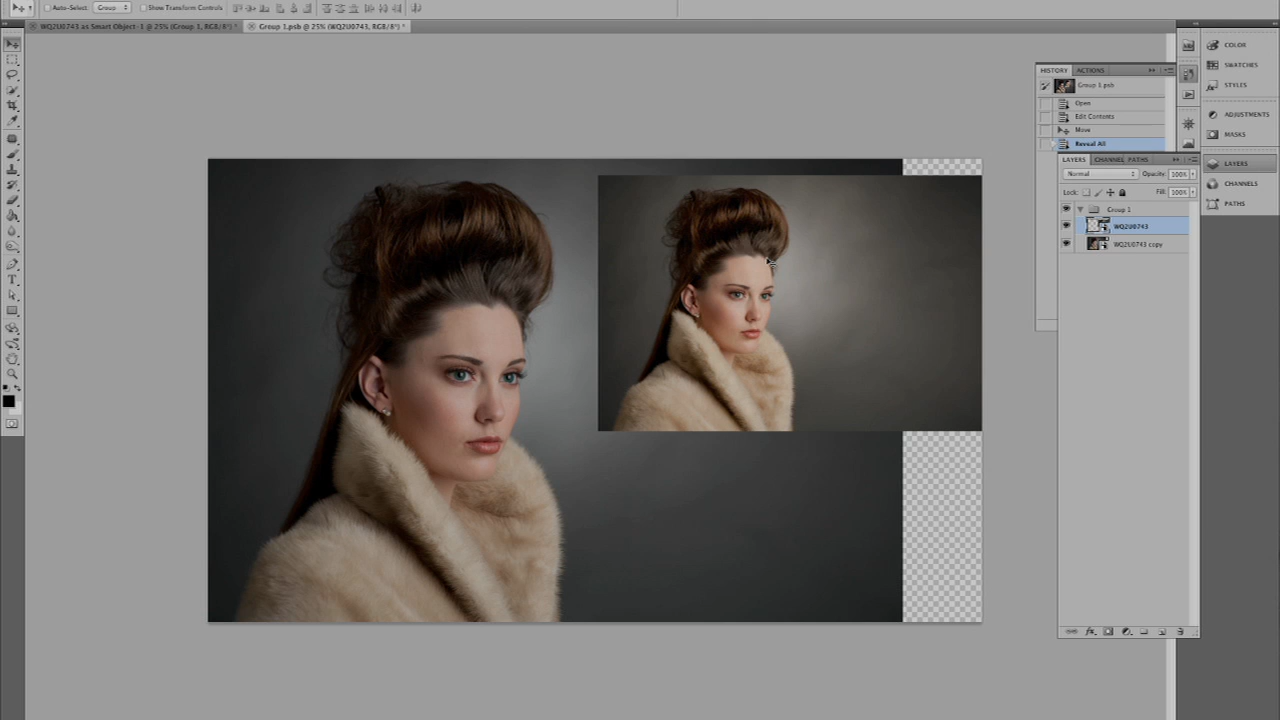 Auto-Select: Group Show Transform Controls
WQ2U0743 as Smart Object-1 @ 25% (Group 1, RGB/8*) *
Group 1.psb @ 25% (WQ2U0743, RGB/8*) *
HISTORY ACTIONS
Group 1.psb
Open
Edit Contents
Move
Reveal All
LAYERS CHANNEL PATHS
Normal Opacity: 100%
Lock: Fill: 100%
Group 1
WQ2U0743
WQ2U0743 copy
COLOR
SWATCHES
STYLES
ADJUSTMENTS
MASKS
LAYERS
CHANNELS
PATHS